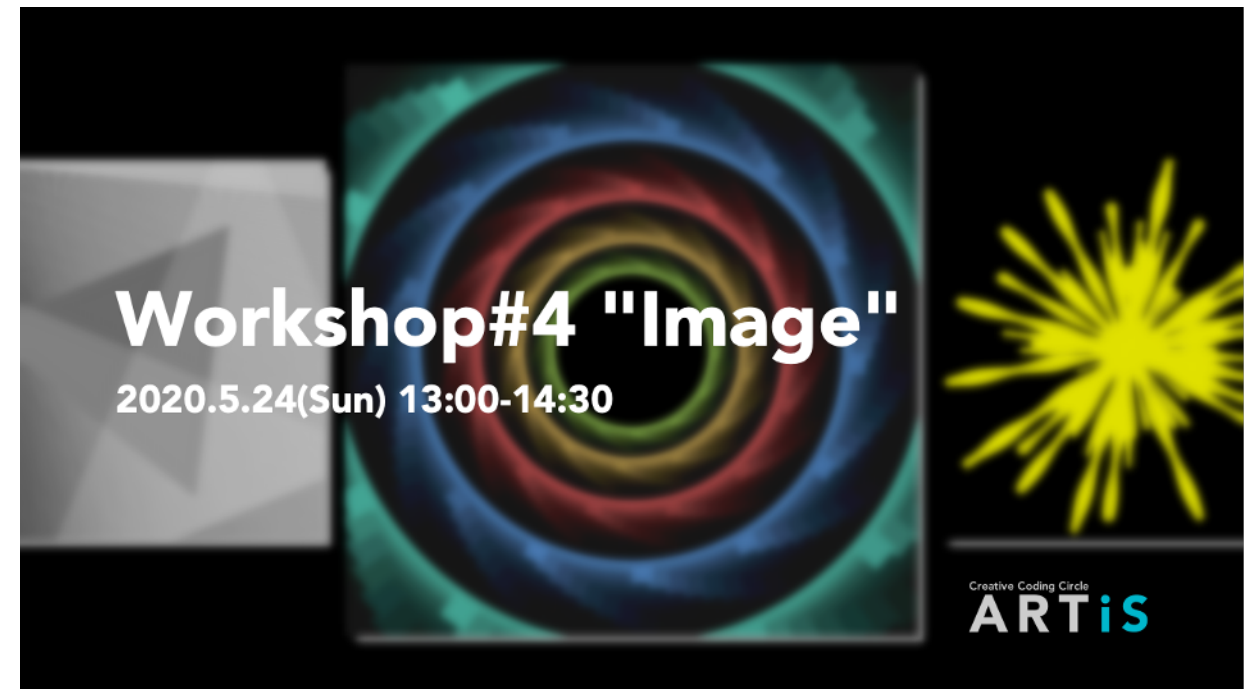 Workshop#4 "Image"
2020.5.24(Sun) 13:00-14:30
Creative Coding Circle
ARTiS